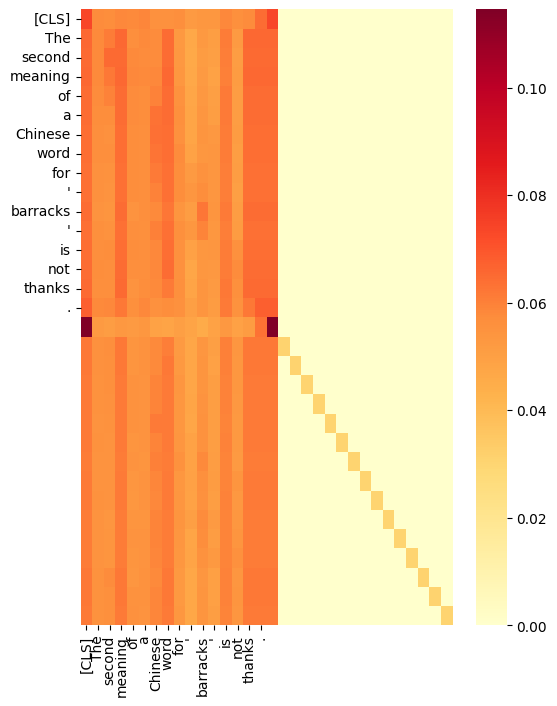 [CLS]
The
second
meaning
of
a
Chinese
word
for
'
barracks
'
is
not
thanks
.
0.10
0.08
0.06
0.04
0.02
0.00
[CLS]
The
second
meaning
of
a
Chinese
word
for
'
barracks
'
is
not
thanks
.